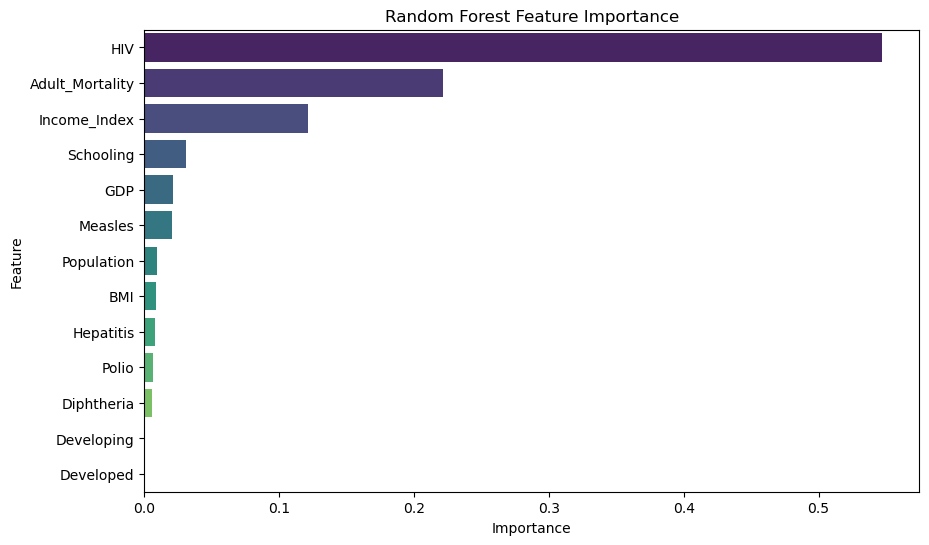 Random Forest Feature Importance
Feature
HIV
Adult_Mortality
Income_Index
Schooling
GDP
Measles
Population
BMI
Hepatitis
Polio
Diphtheria
Developing
Developed
0.0 0.1 0.2 0.3 0.4 0.5
Importance